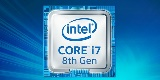 intel
CORE i7
8th Gen